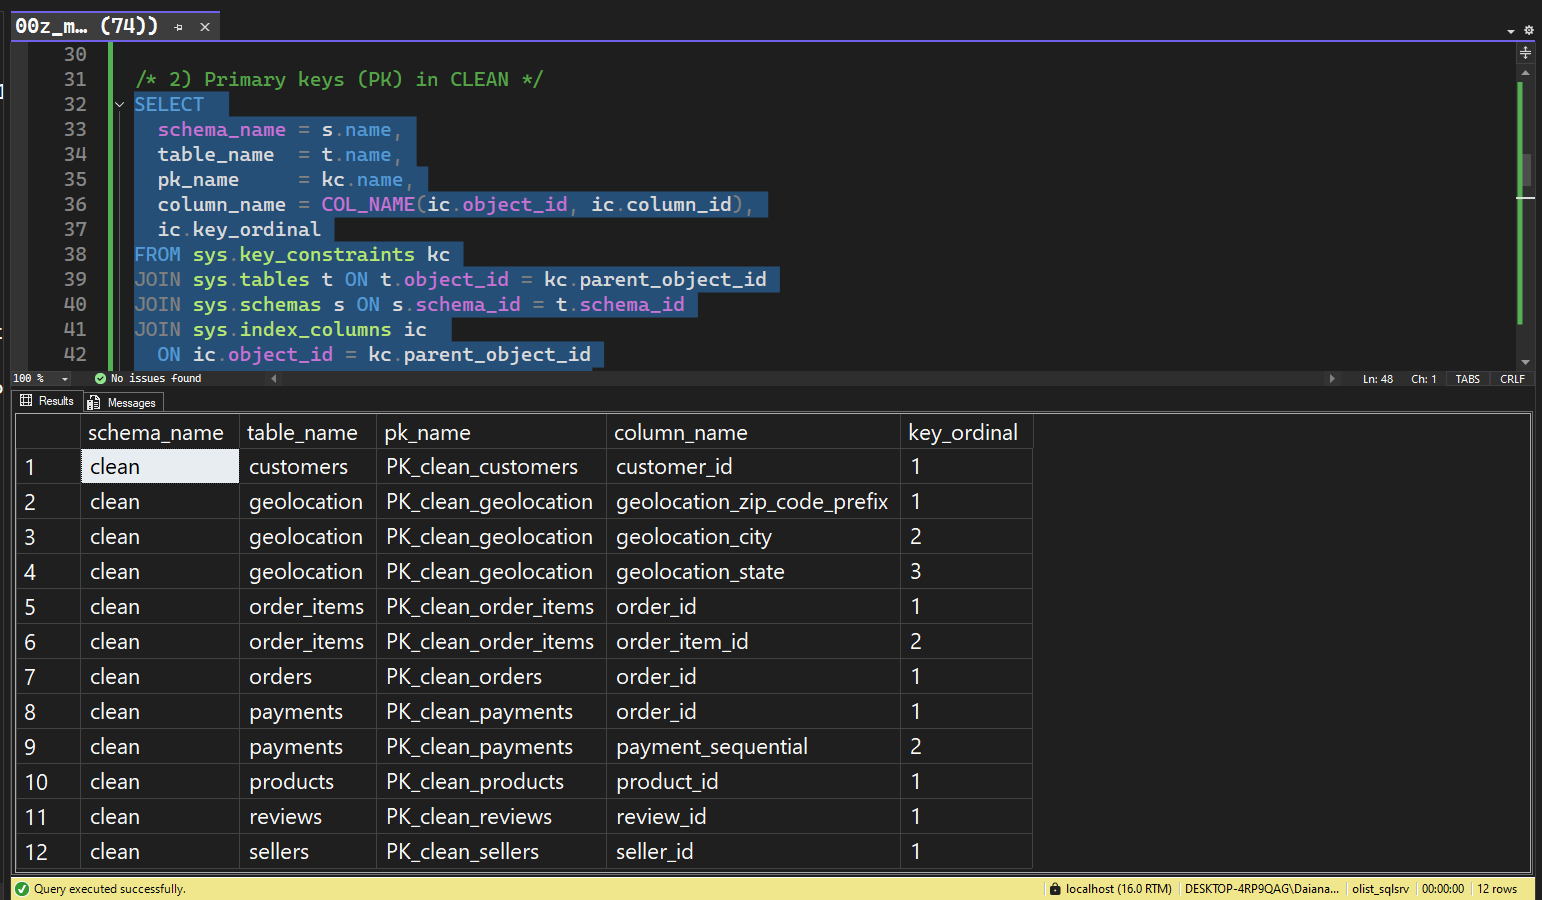 00z_m... (74))
30
31 /* 2) Primary keys (PK) in CLEAN */
32 SELECT
33 schema_name = s.name,
34 table_name = t.name,
35 pk_name = kc.name,
36 column_name = COL_NAME(ic.object_id, ic.column_id),
37 ic.key_ordinal
38 FROM sys.key_constraints kc
39 JOIN sys.tables t ON t.object_id = kc.parent_object_id
40 JOIN sys.schemas s ON s.schema_id = t.schema_id
41 JOIN sys.index_columns ic
42 ON ic.object_id = kc.parent_object_id
100 % No issues found Ln: 48 Ch: 1 TABS CRLF
Results Messages
schema_name table_name pk_name column_name key_ordinal
1 clean customers PK_clean_customers customer_id 1
2 clean geolocation PK_clean_geolocation geolocation_zip_code_prefix 1
3 clean geolocation PK_clean_geolocation geolocation_city 2
4 clean geolocation PK_clean_geolocation geolocation_state 3
5 clean order_items PK_clean_order_items order_id 1
6 clean order_items PK_clean_order_items order_item_id 2
7 clean orders PK_clean_orders order_id 1
8 clean payments PK_clean_payments order_id 1
9 clean payments PK_clean_payments payment_sequential 2
10 clean products PK_clean_products product_id 1
11 clean reviews PK_clean_reviews review_id 1
12 clean sellers PK_clean_sellers seller_id 1
Query executed successfully. localhost (16.0 RTM) DESKTOP-4RP9QAG\Daiana... olist_sqlsrv 00:00:00 12 rows